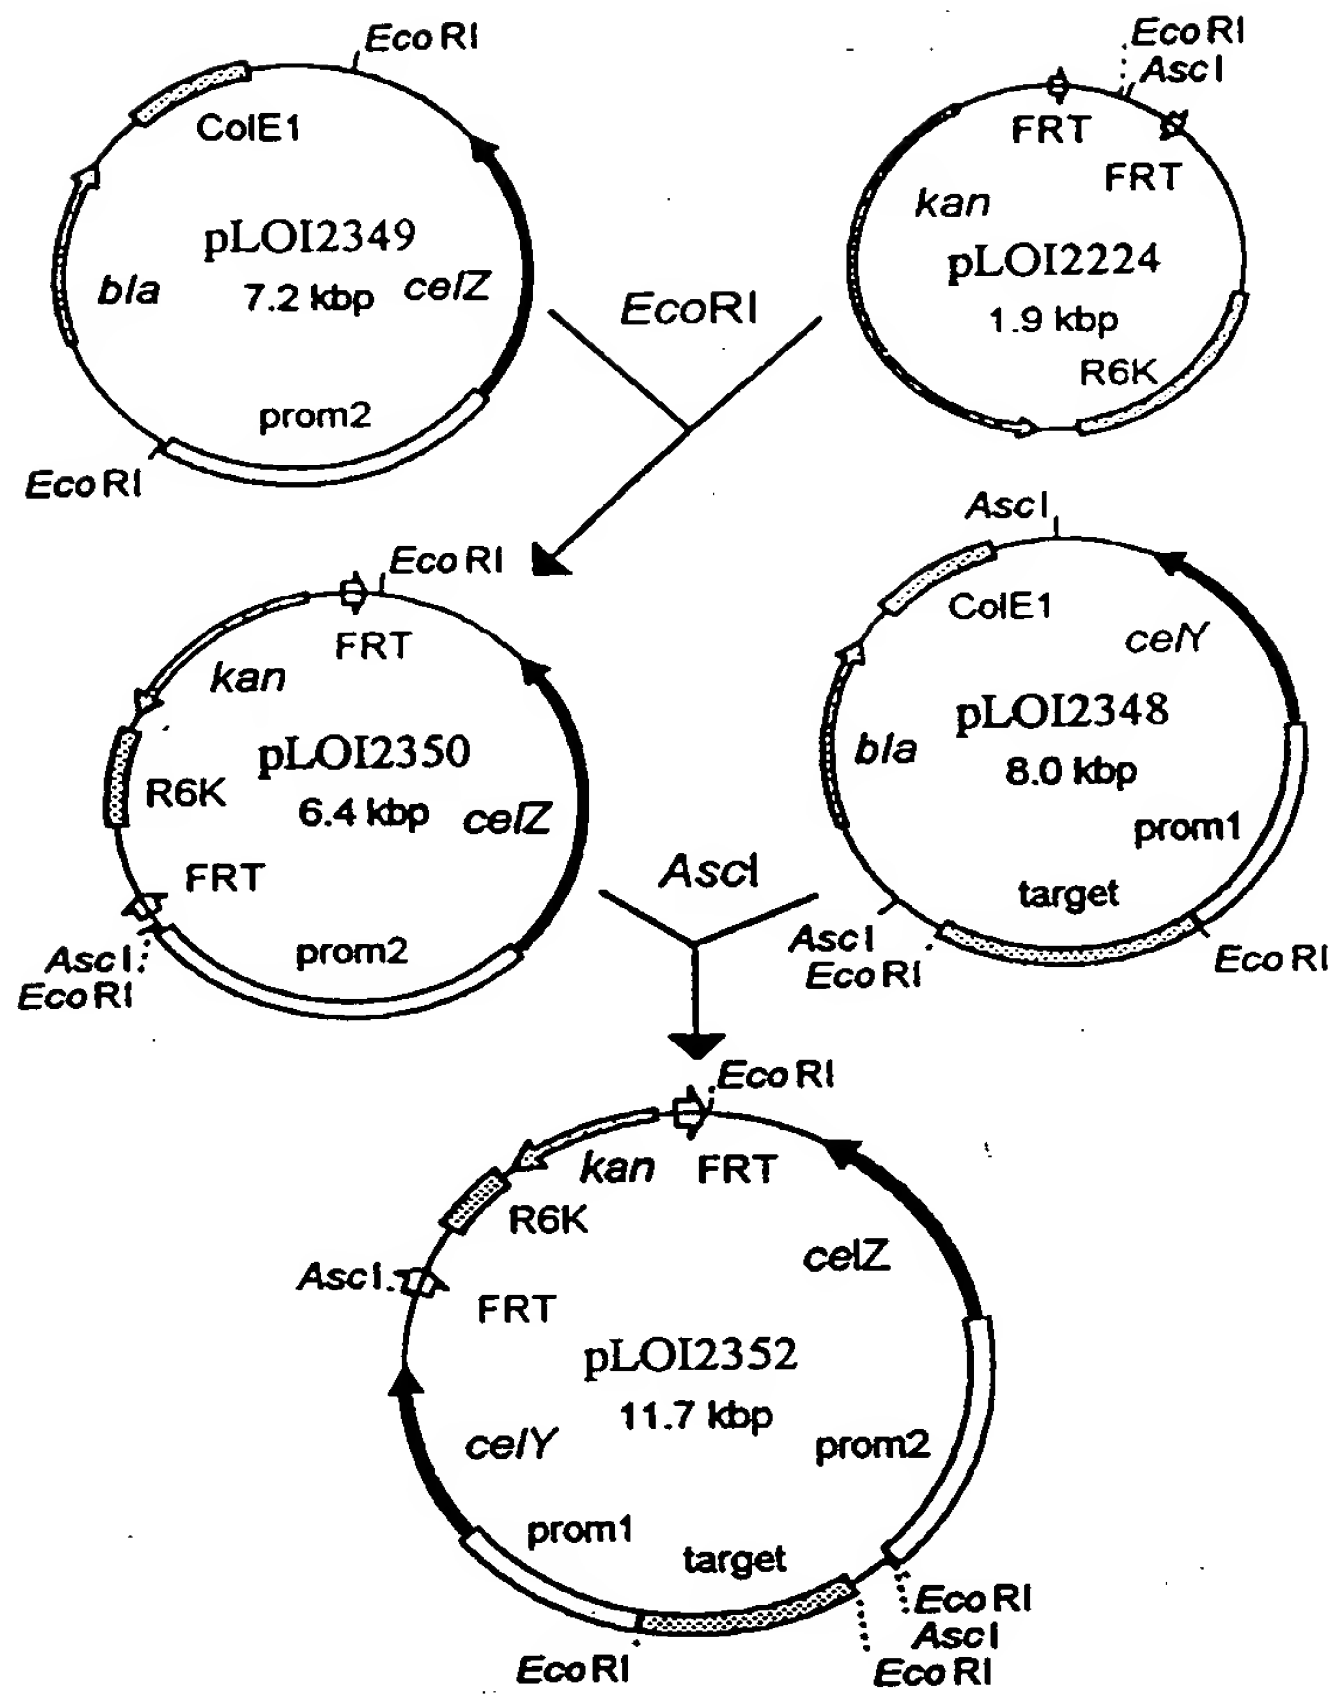 EcoRI
ColE1
bla
pLOI2349
7.2 kbp
celZ
prom2
EcoRI
EcoRI
EcoRI
AscI
FRT
FRT
kan
pLOI2224
1.9 kbp
R6K
EcoRI
FRT
kan
pLOI2350
6.4 kbp
R6K
celZ
FRT
prom2
AscI
EcoRI
AscI
AscI
ColE1
celY
pLOI2348
8.0 kbp
bla
prom1
target
AscI
EcoRI
EcoRI
EcoRI
kan
FRT
R6K
celZ
AscI
FRT
pLOI2352
11.7 kbp
celY
prom2
prom1
target
EcoRI
AscI
EcoRI
EcoRI